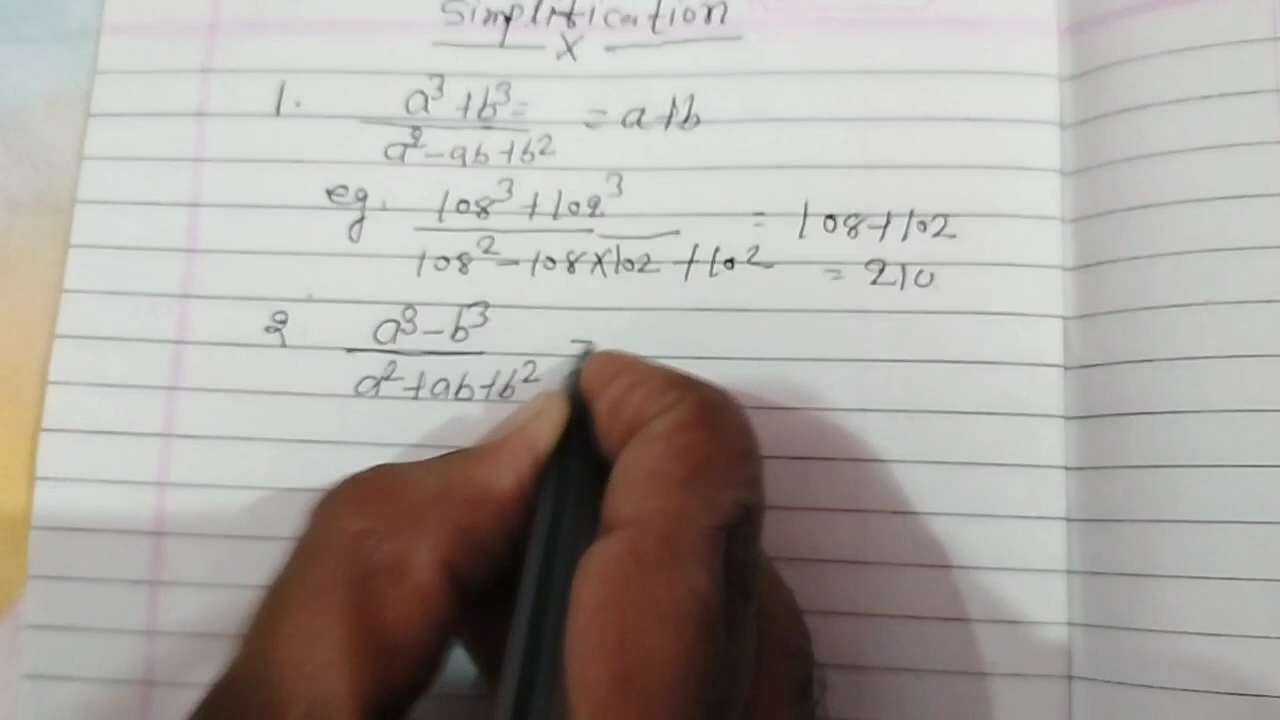 Simplification
x
1. a³ + b³ = / a² - ab + b² = a + b
eg. 108³ + 102³ / 108² - 108 × 102 + 102 = 108 + 102
= 210
2 a³ - b³ / a² + ab + b² =